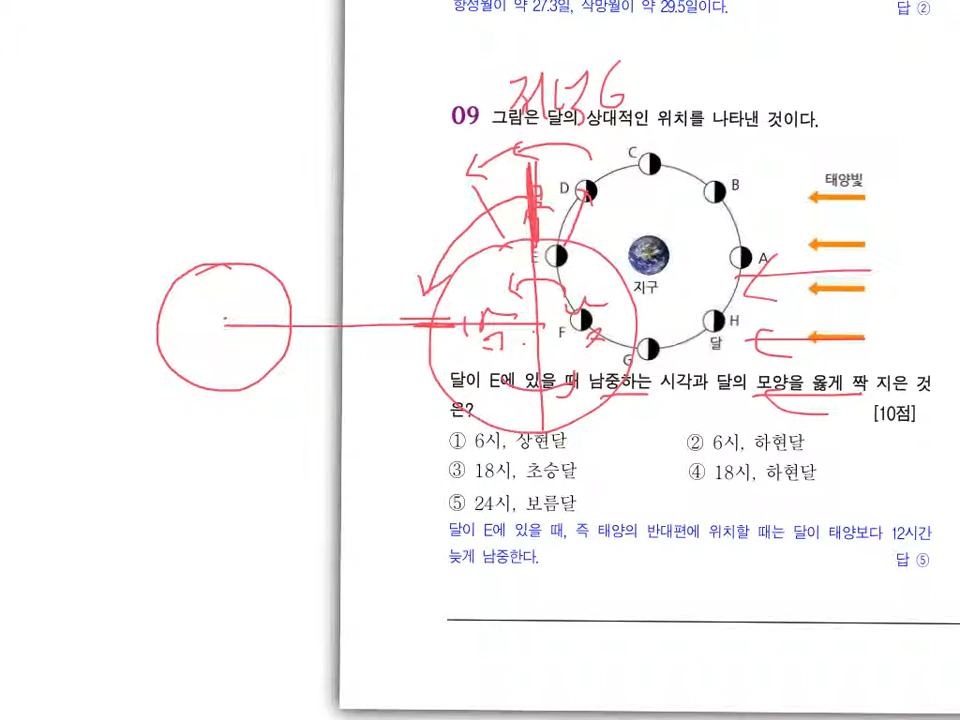 항성월이 약 27.3일, 삭망월이 약 29.5일이다. 답 ②
저녁 6
09 그림은 달의 상대적인 위치를 나타낸 것이다.
C
D
B
태양빛
E
A
지구
F
H
달
G
달이 E에 있을 때 남중하는 시각과 달의 모양을 옳게 짝 지은 것
은? [10점]
① 6시, 상현달 ② 6시, 하현달
③ 18시, 초승달 ④ 18시, 하현달
⑤ 24시, 보름달
달이 E에 있을 때, 즉 태양의 반대편에 위치할 때는 달이 태양보다 12시간
늦게 남중한다. 답 ⑤